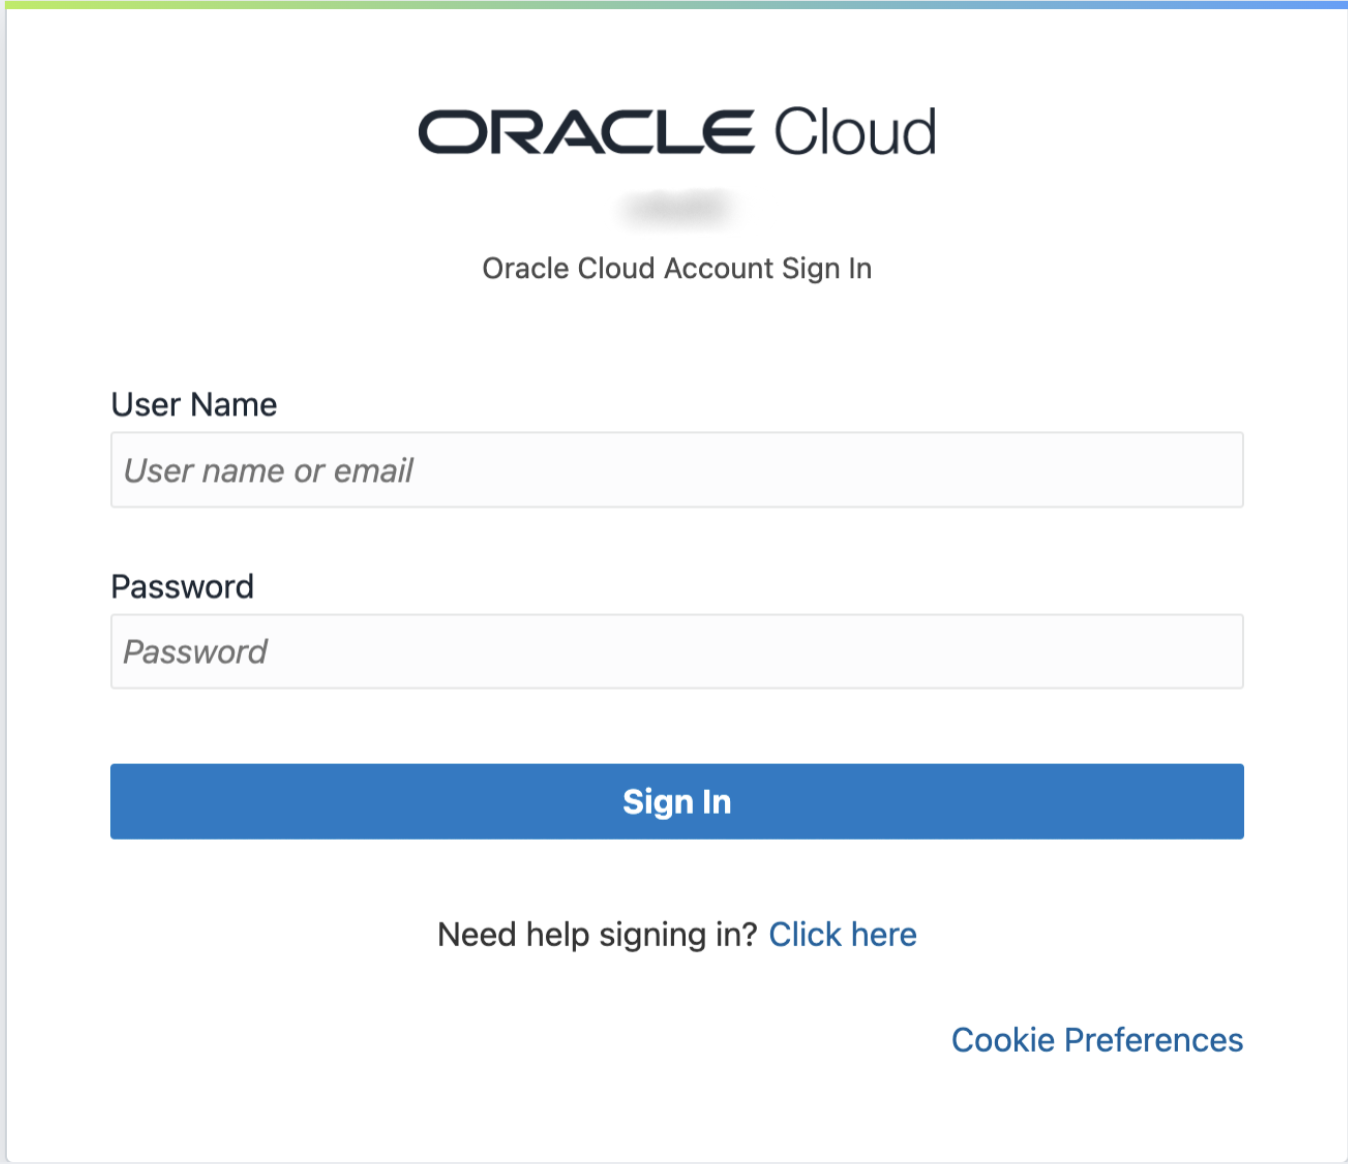 ORACLE Cloud
Oracle Cloud Account Sign In
User Name
User name or email
Password
Password
Sign In
Need help signing in? Click here
Cookie Preferences